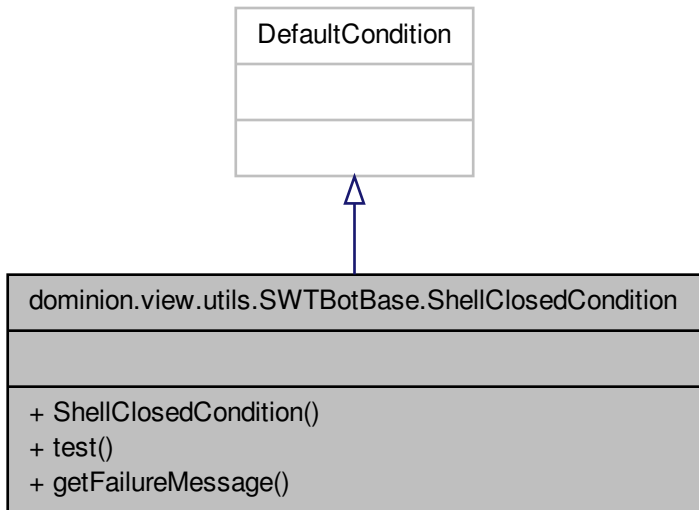 DefaultCondition
dominion.view.utils.SWTBotBase.ShellClosedCondition
+ ShellClosedCondition()
+ test()
+ getFailureMessage()